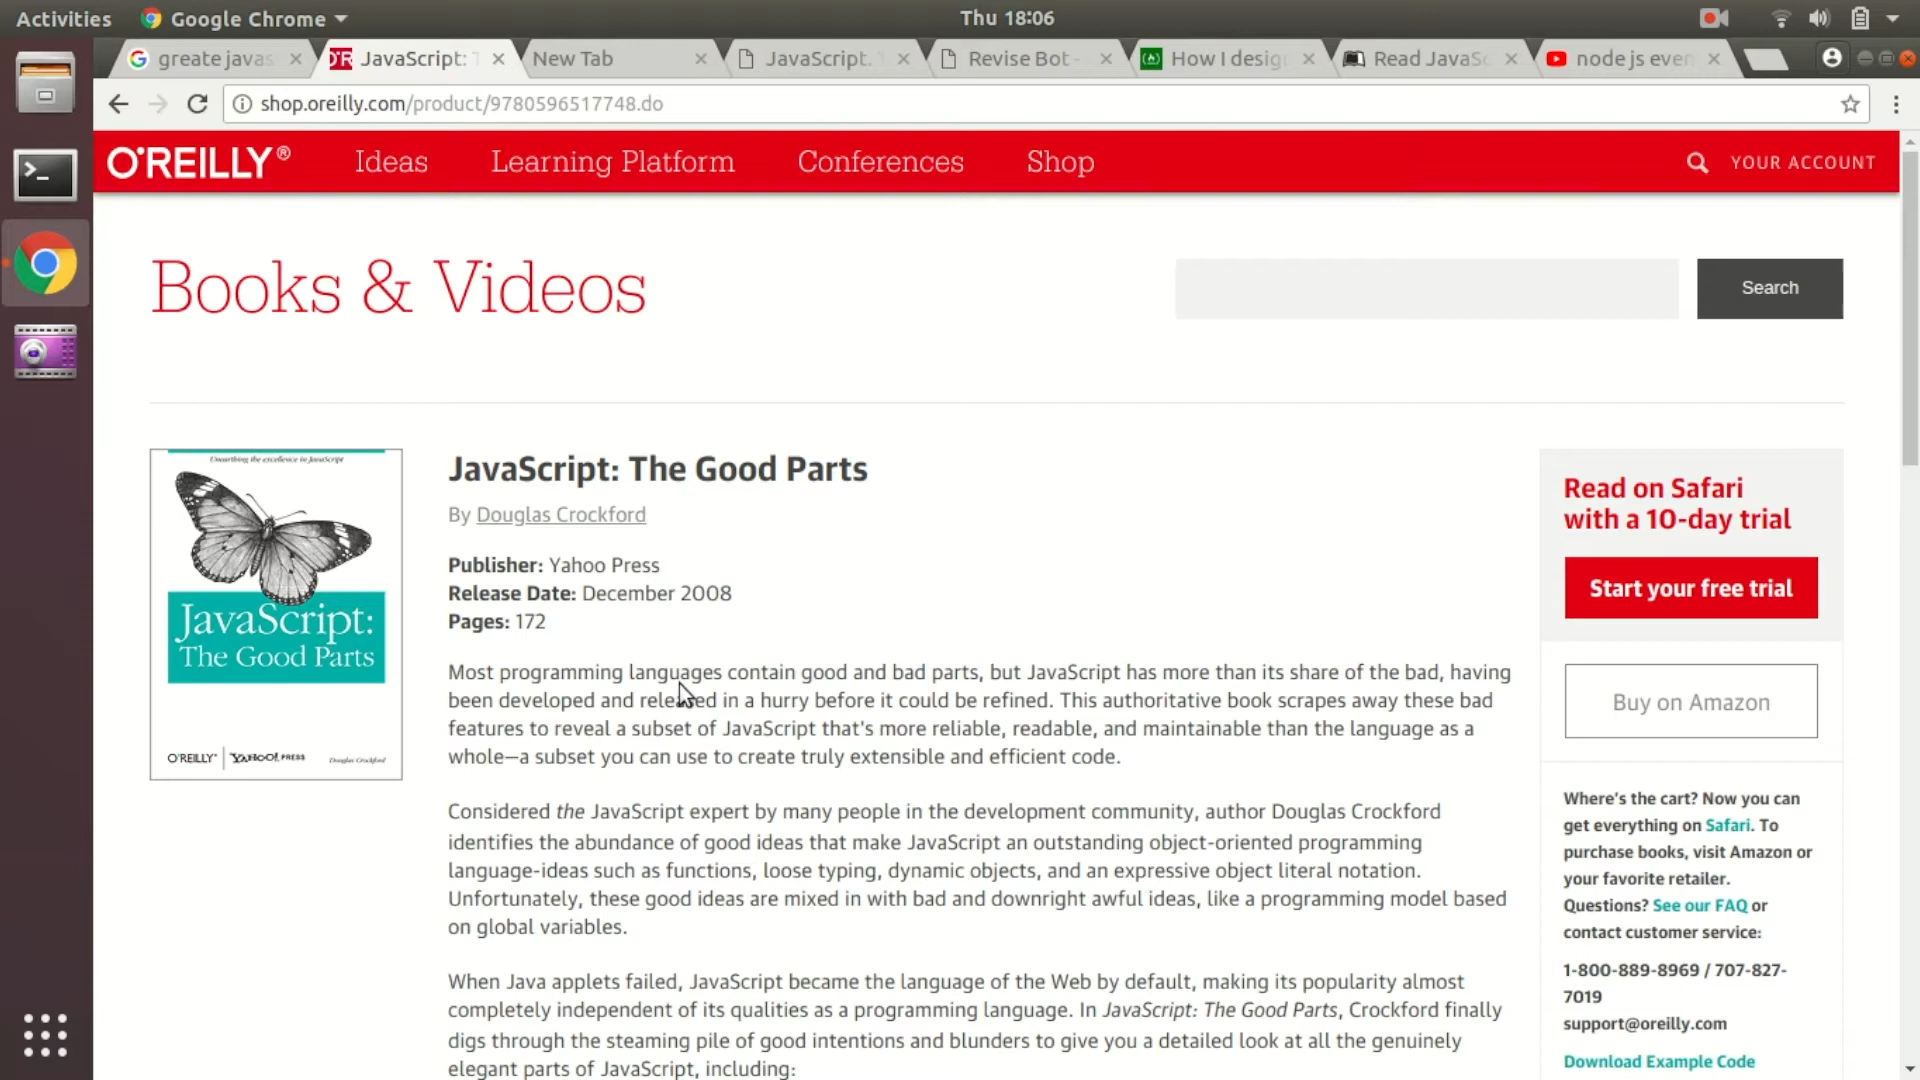 Activities
Google Chrome
Thu 18:06
greate javas
JavaScript: T
New Tab
JavaScript.
Revise Bot -
How I desig
Read JavaSc
node js even
shop.oreilly.com/product/9780596517748.do
O'REILLY®
Ideas
Learning Platform
Conferences
Shop
YOUR ACCOUNT
Books & Videos
Search
Unearthing the excellence in JavaScript
JavaScript:
The Good Parts
O'REILLY®
YAHOO! PRESS
Douglas Crockford
JavaScript: The Good Parts
By Douglas Crockford
Publisher: Yahoo Press
Release Date: December 2008
Pages: 172
Most programming languages contain good and bad parts, but JavaScript has more than its share of the bad, having
been developed and released in a hurry before it could be refined. This authoritative book scrapes away these bad
features to reveal a subset of JavaScript that's more reliable, readable, and maintainable than the language as a
whole—a subset you can use to create truly extensible and efficient code.
Considered the JavaScript expert by many people in the development community, author Douglas Crockford
identifies the abundance of good ideas that make JavaScript an outstanding object-oriented programming
language-ideas such as functions, loose typing, dynamic objects, and an expressive object literal notation.
Unfortunately, these good ideas are mixed in with bad and downright awful ideas, like a programming model based
on global variables.
When Java applets failed, JavaScript became the language of the Web by default, making its popularity almost
completely independent of its qualities as a programming language. In JavaScript: The Good Parts, Crockford finally
digs through the steaming pile of good intentions and blunders to give you a detailed look at all the genuinely
elegant parts of JavaScript, including:
Read on Safari
with a 10-day trial
Start your free trial
Buy on Amazon
Where's the cart? Now you can
get everything on Safari. To
purchase books, visit Amazon or
your favorite retailer.
Questions? See our FAQ or
contact customer service:
1-800-889-8969 / 707-827-
7019
support@oreilly.com
Download Example Code